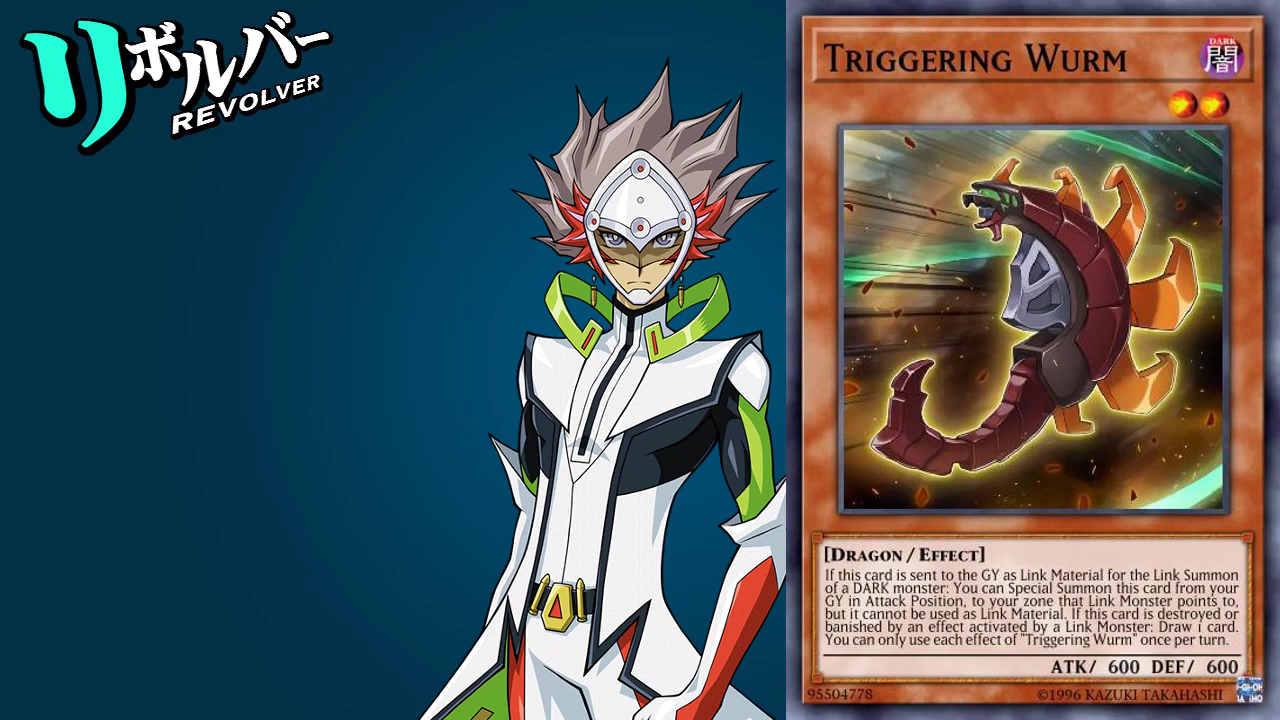 リボルバー
REVOLVER
TRIGGERING WURM
DARK
闇
[DRAGON / EFFECT]
If this card is sent to the GY as Link Material for the Link Summon
of a DARK monster: You can Special Summon this card from your
GY in Attack Position, to your zone that Link Monster points to,
but it cannot be used as Link Material. If this card is destroyed or
banished by an effect activated by a Link Monster: Draw 1 card.
You can only use each effect of "Triggering Wurm" once per turn.
ATK/ 600 DEF/ 600
95504778
©1996 KAZUKI TAKAHASHI